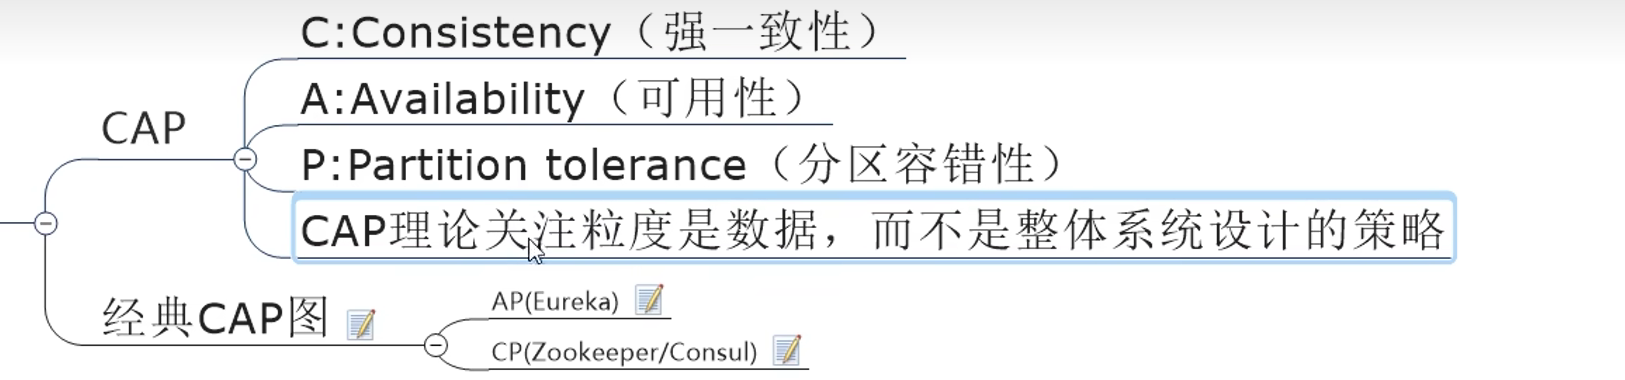 C:Consistency（强一致性）
A:Availability（可用性）
CAP
P:Partition tolerance（分区容错性）
CAP理论关注粒度是数据，而不是整体系统设计的策略
经典CAP图
AP(Eureka)
CP(Zookeeper/Consul)